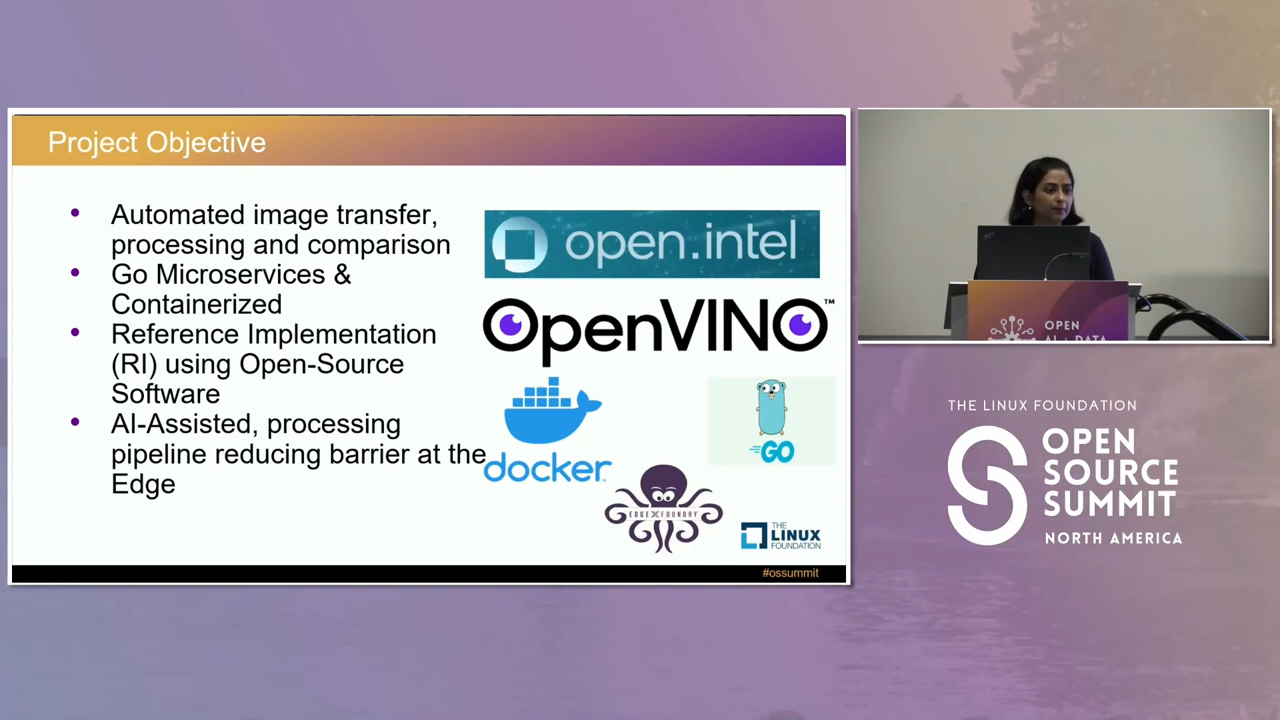 Project Objective
• Automated image transfer,
processing and comparison
• Go Microservices &
Containerized
• Reference Implementation
(RI) using Open-Source
Software
• AI-Assisted, processing
pipeline reducing barrier at the
Edge
open.intel
OpenVINO™
docker
GO
EDGE X FOUNDRY
THE
LINUX
FOUNDATION
#ossummit
OPEN
AI + DATA
THE LINUX FOUNDATION
OPEN
SOURCE
SUMMIT
NORTH AMERICA